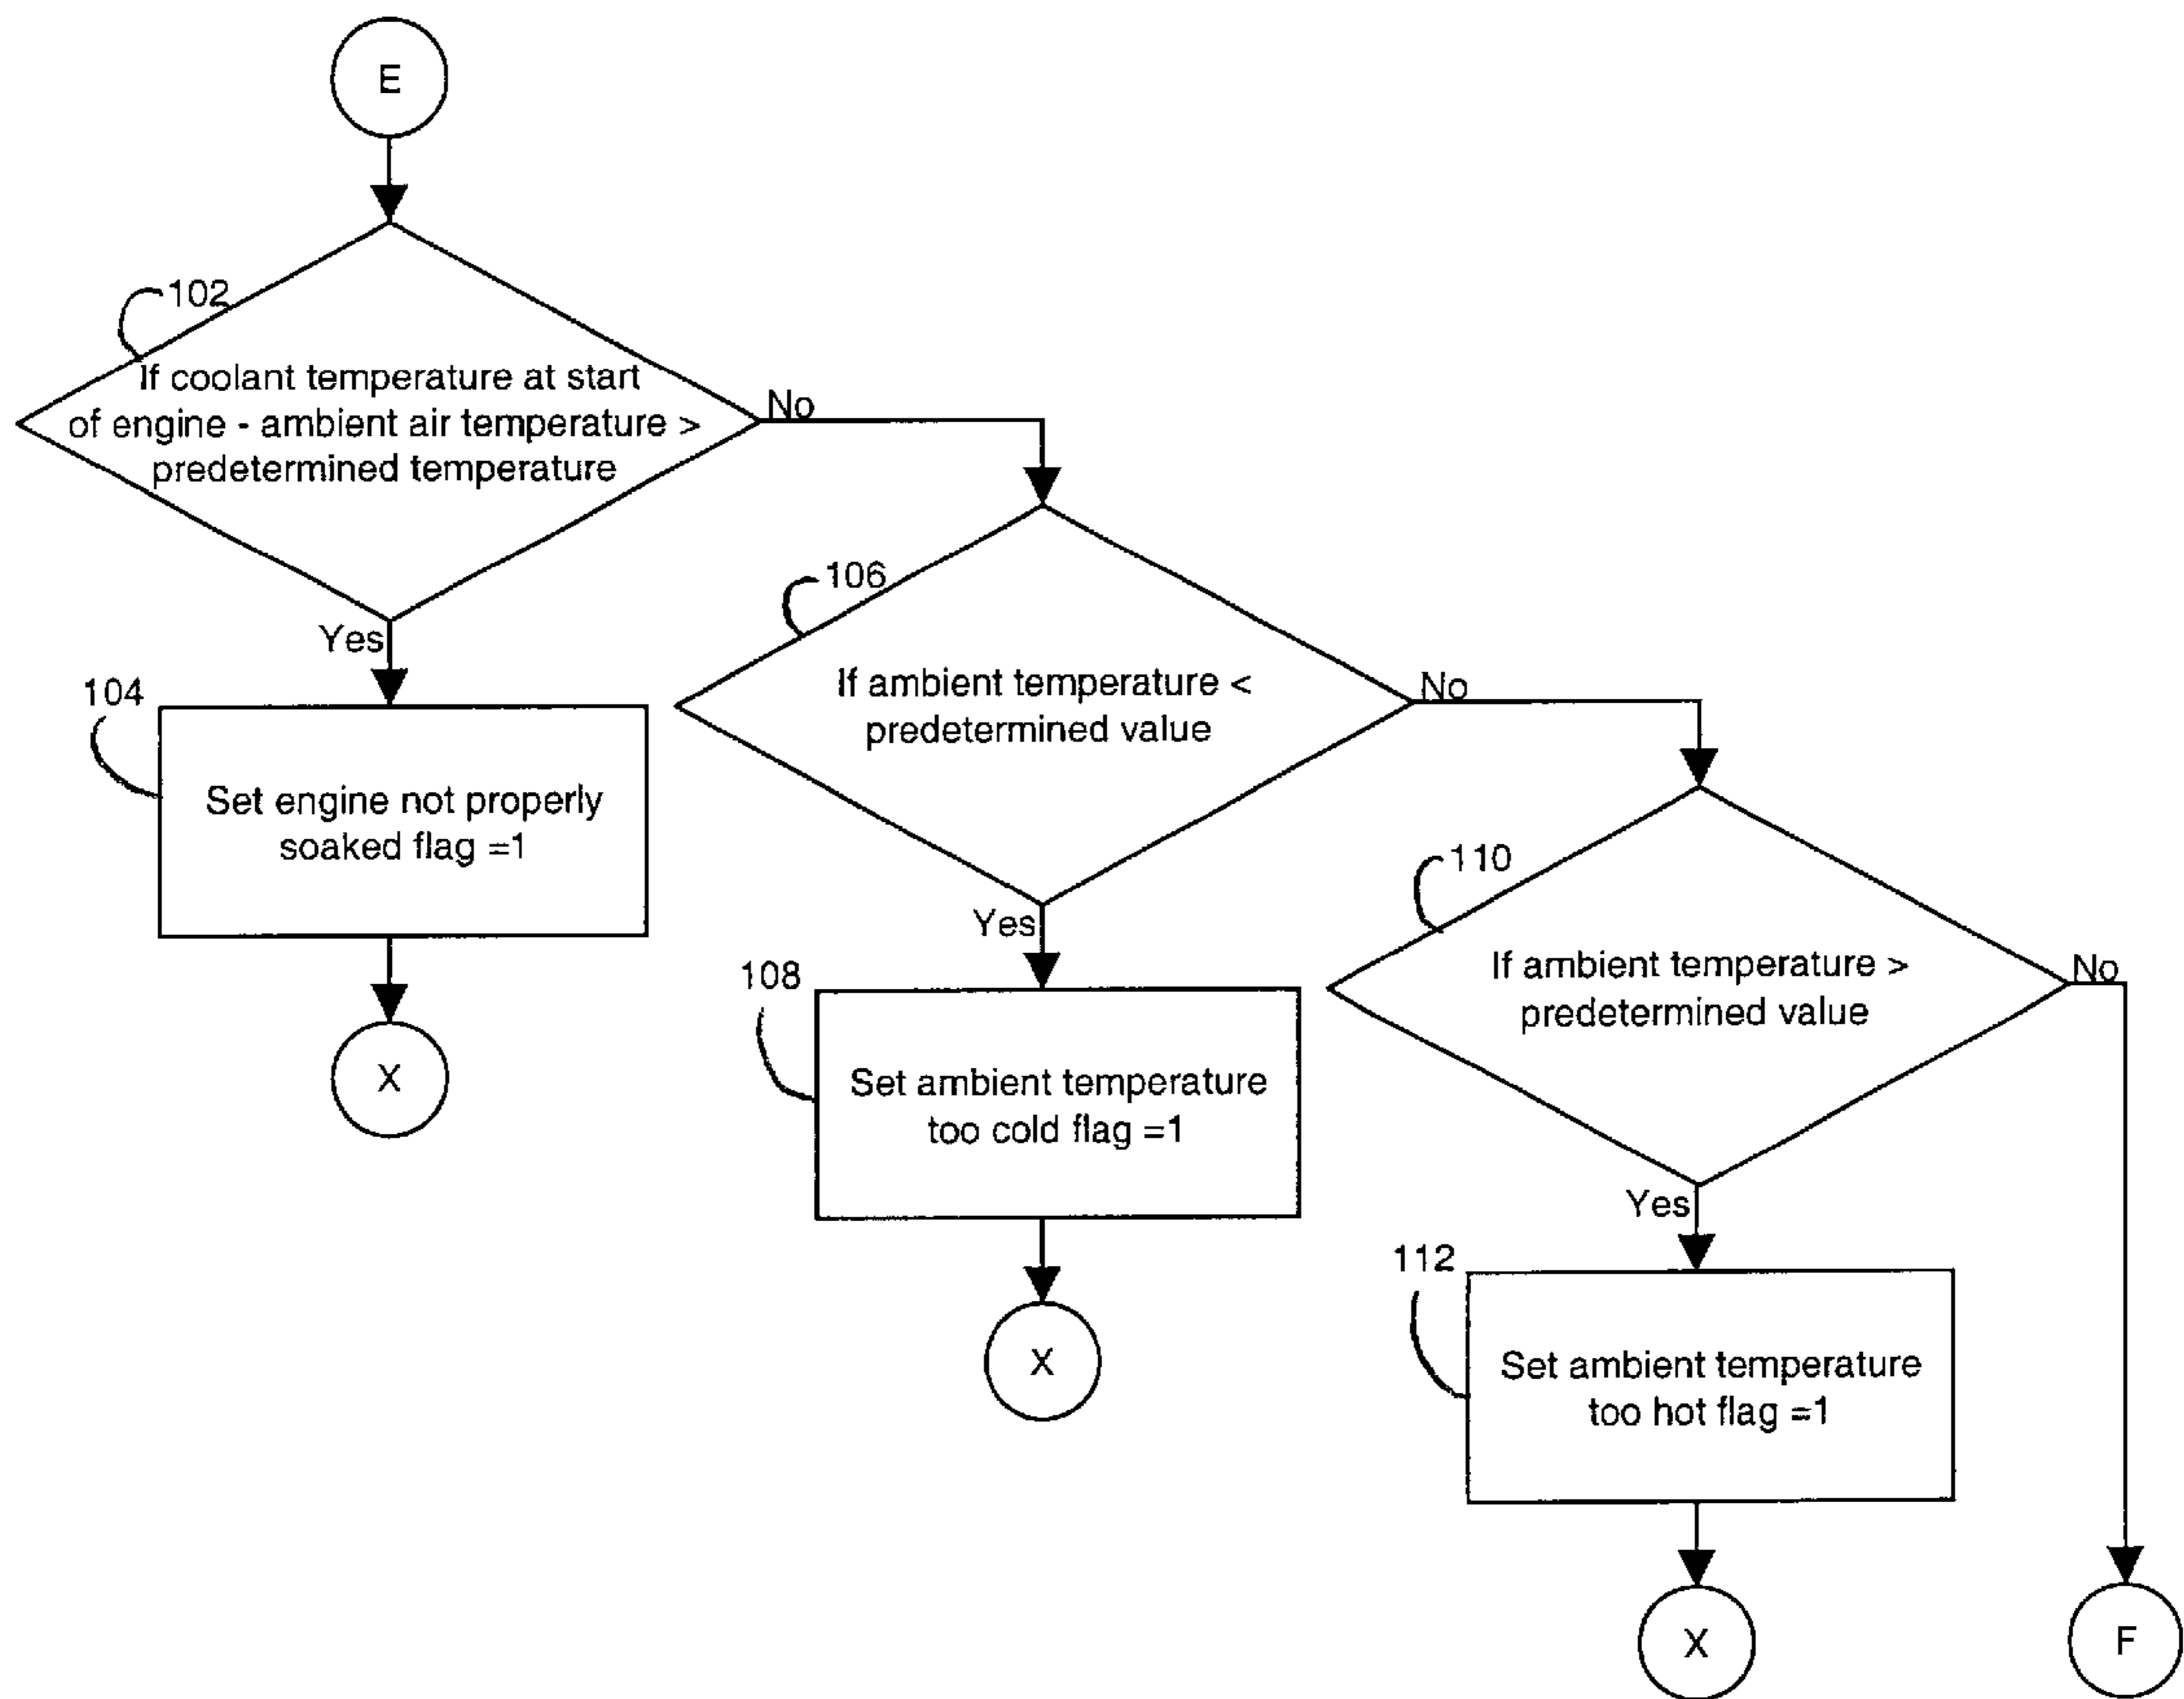 E
102
If coolant temperature at start
of engine - ambient air temperature >
predetermined temperature
No
Yes
104
Set engine not properly
soaked flag =1
X
106
If ambient temperature <
predetermined value
No
Yes
108
Set ambient temperature
too cold flag =1
X
110
If ambient temperature >
predetermined value
No
Yes
112
Set ambient temperature
too hot flag =1
X
F